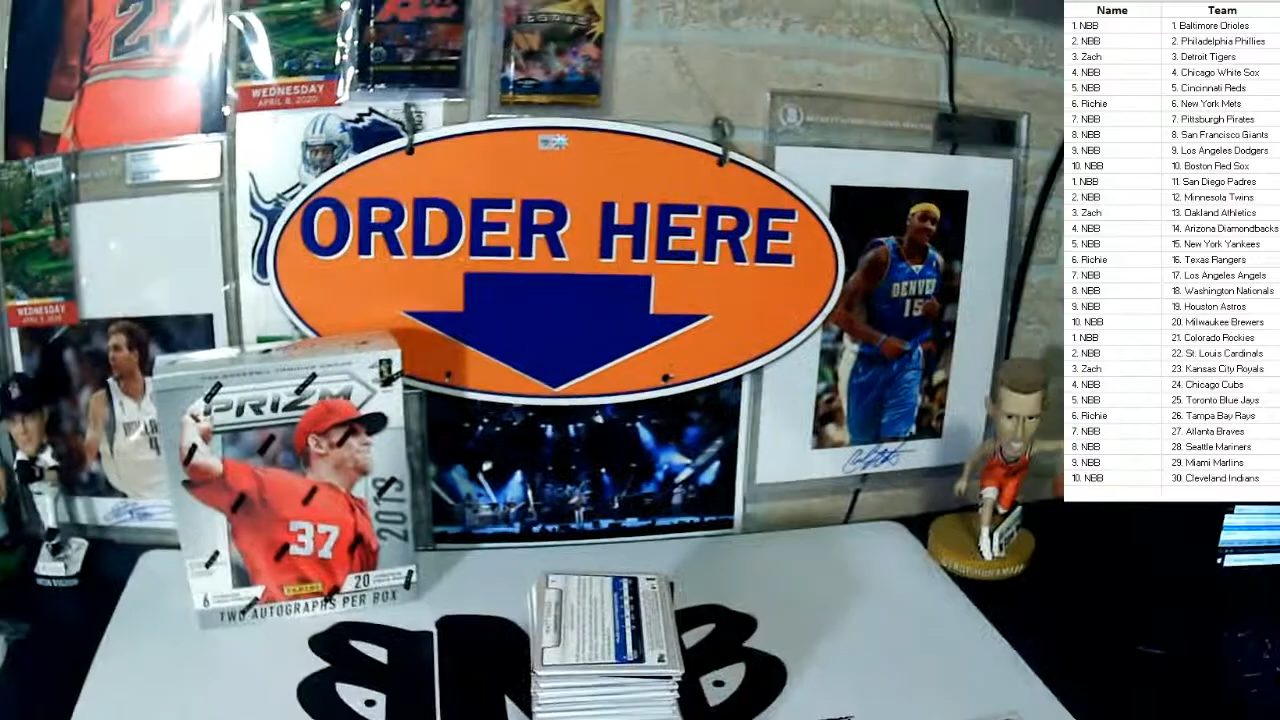 Name Team
1. NBB 1. Baltimore Orioles
2. NBB 2. Philadelphia Phillies
3. Zach 3. Detroit Tigers
4. NBB 4. Chicago White Sox
5. NBB 5. Cincinnati Reds
6. Richie 6. New York Mets
7. NBB 7. Pittsburgh Pirates
8. NBB 8. San Francisco Giants
9. NBB 9. Los Angeles Dodgers
10. NBB 10. Boston Red Sox
1. NBB 11. San Diego Padres
2. NBB 12. Minnesota Twins
3. Zach 13. Oakland Athletics
4. NBB 14. Arizona Diamondbacks
5. NBB 15. New York Yankees
6. Richie 16. Texas Rangers
7. NBB 17. Los Angeles Angels
8. NBB 18. Washington Nationals
9. NBB 19. Houston Astros
10. NBB 20. Milwaukee Brewers
1. NBB 21. Colorado Rockies
2. NBB 22. St. Louis Cardinals
3. Zach 23. Kansas City Royals
4. NBB 24. Chicago Cubs
5. NBB 25. Toronto Blue Jays
6. Richie 26. Tampa Bay Rays
7. NBB 27. Atlanta Braves
8. NBB 28. Seattle Mariners
9. NBB 29. Miami Marlins
10. NBB 30. Cleveland Indians
23
WEDNESDAY
APRIL 8, 2020
ORDER HERE
DENVER
15
WEDNESDAY
PRIZM
2013
37
PANINI
6
20
TWO AUTOGRAPHS PER BOX
NBB